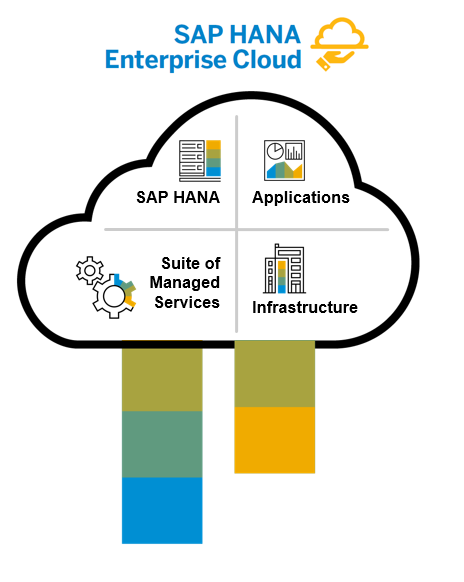 SAP HANA
Enterprise Cloud
SAP HANA
Applications
Suite of
Managed
Services
Infrastructure